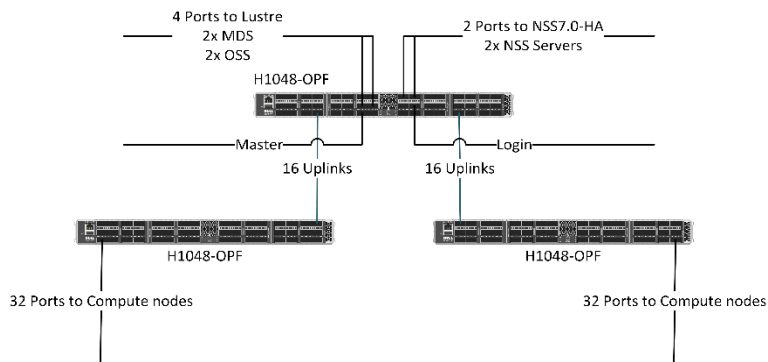 4 Ports to Lustre
2x MDS
2x OSS
2 Ports to NSS7.0-HA
2x NSS Servers
H1048-OPF
Master
Login
16 Uplinks
16 Uplinks
H1048-OPF
H1048-OPF
32 Ports to Compute nodes
32 Ports to Compute nodes